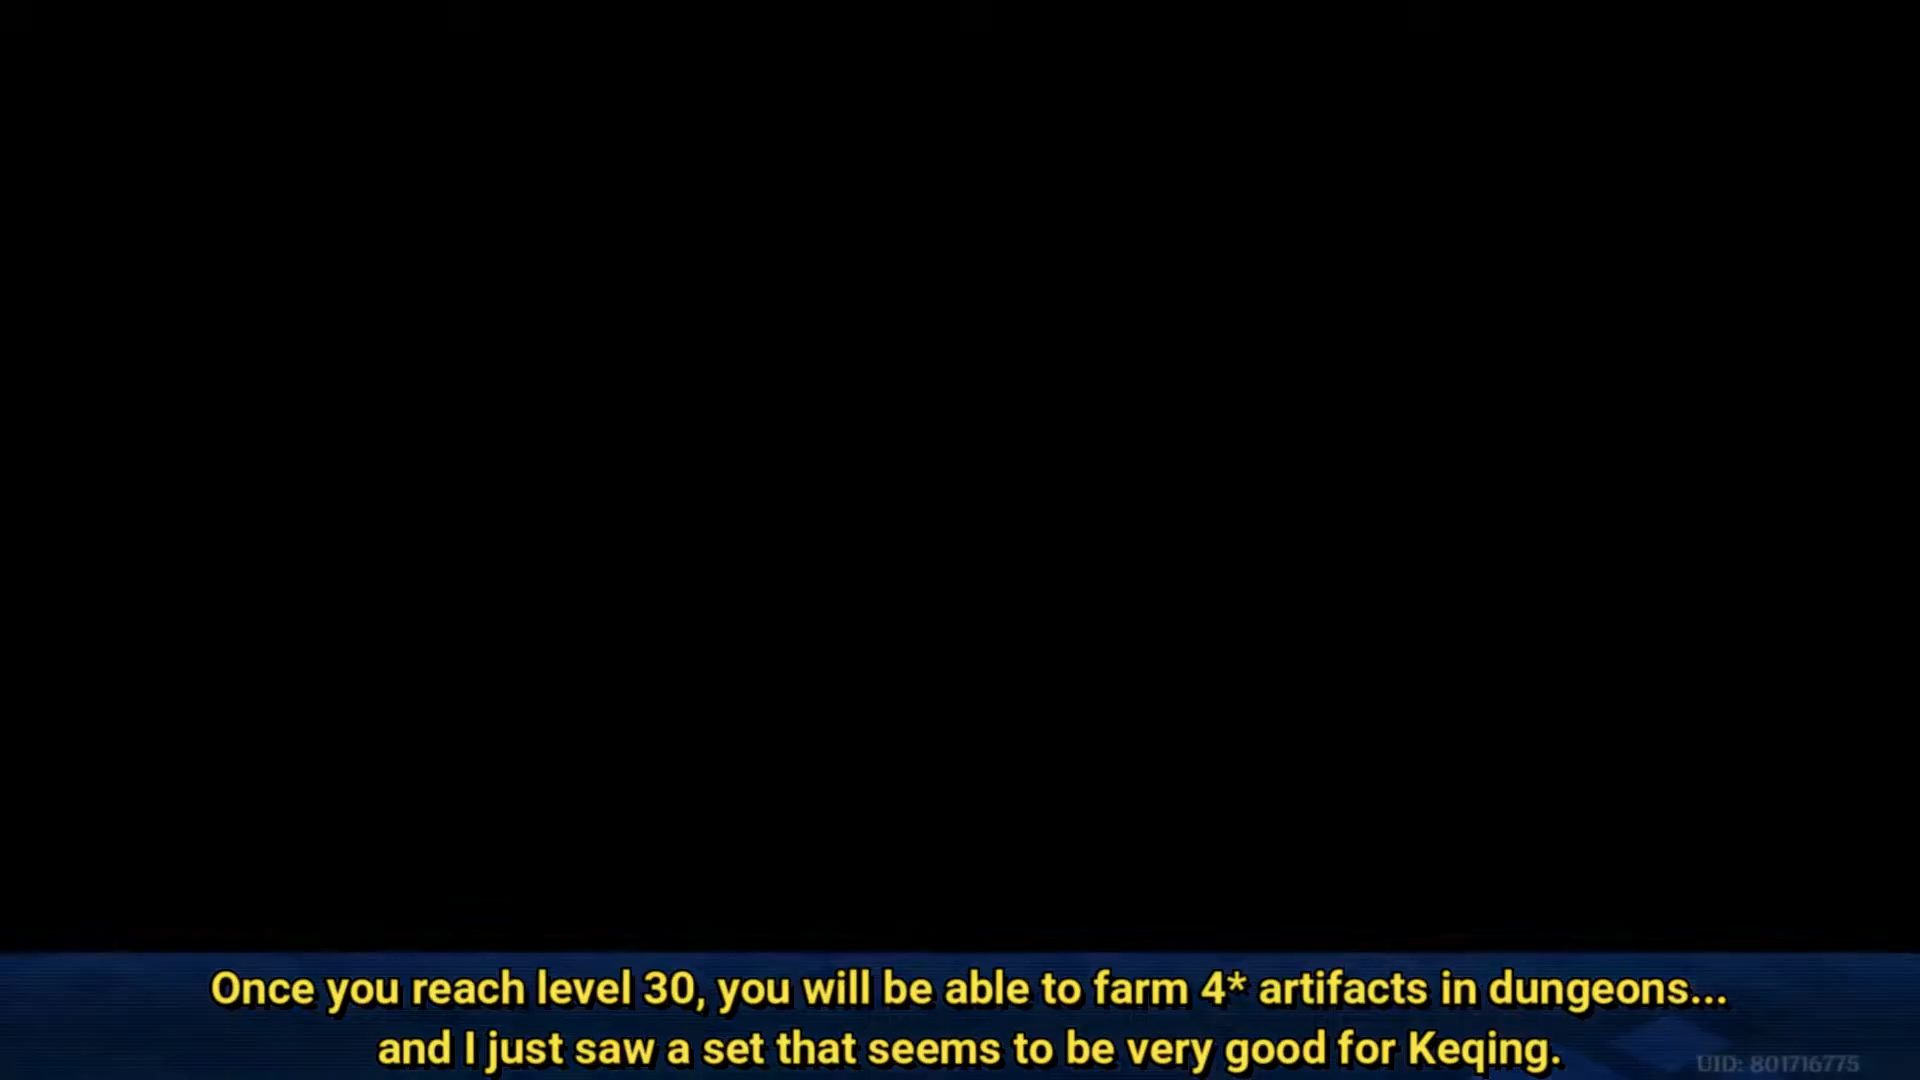 Once you reach level 30, you will be able to farm 4* artifacts in dungeons...
and I just saw a set that seems to be very good for Keqing.
UID: 801716775